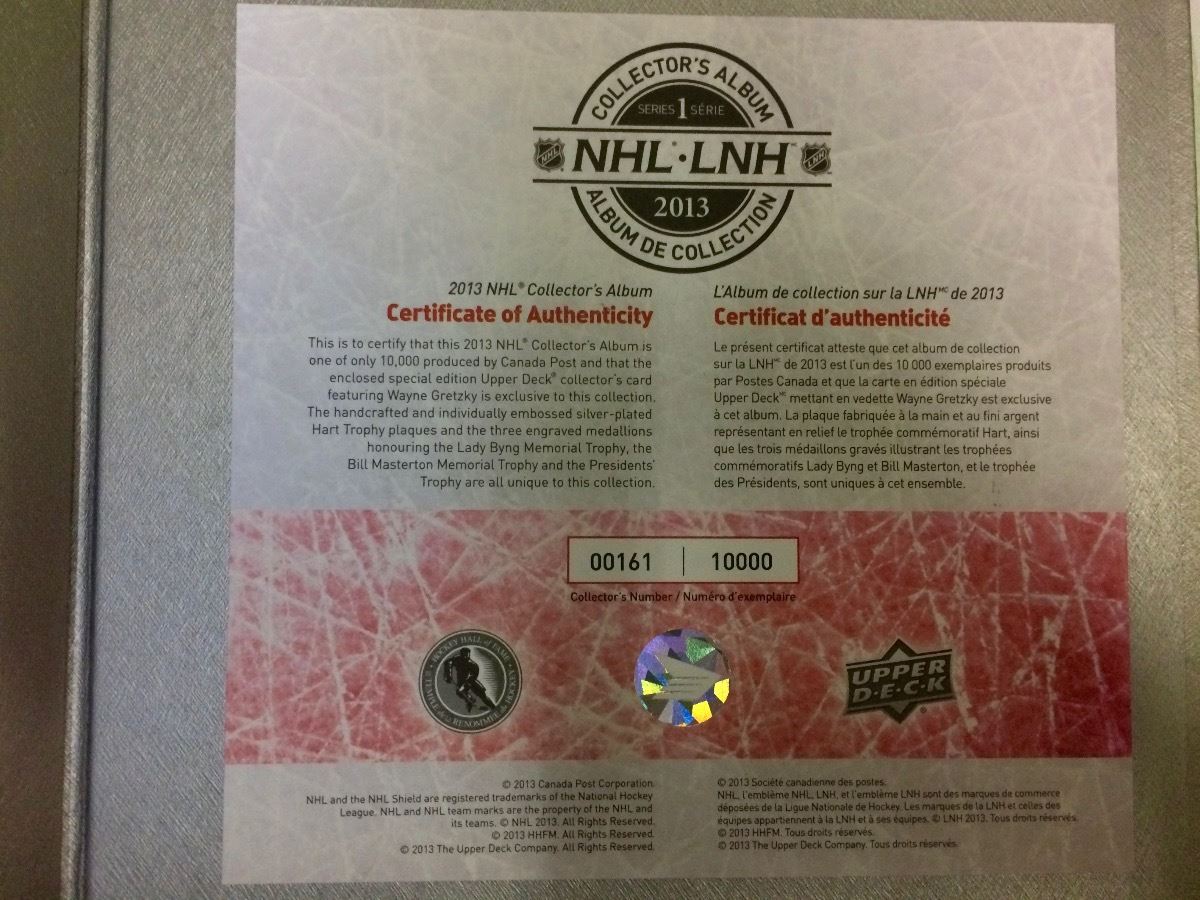 COLLECTOR'S ALBUM
SERIES 1 SÉRIE
NHL NHL®·LNH™ LNH
2013
ALBUM DE COLLECTION
2013 NHL® Collector's Album
Certificate of Authenticity
This is to certify that this 2013 NHL® Collector's Album is
one of only 10,000 produced by Canada Post and that the
enclosed special edition Upper Deck® collector's card
featuring Wayne Gretzky is exclusive to this collection.
The handcrafted and individually embossed silver-plated
Hart Trophy plaques and the three engraved medallions
honouring the Lady Byng Memorial Trophy, the
Bill Masterton Memorial Trophy and the Presidents'
Trophy are all unique to this collection.
L'Album de collection sur la LNHᴹᶜ de 2013
Certificat d'authenticité
Le présent certificat atteste que cet album de collection
sur la LNHᴹᶜ de 2013 est l'un des 10 000 exemplaires produits
par Postes Canada et que la carte en édition spéciale
Upper Deckᴹᶜ mettant en vedette Wayne Gretzky est exclusive
à cet album. La plaque fabriquée à la main et au fini argent
représentant en relief le trophée commémoratif Hart, ainsi
que les trois médaillons gravés illustrant les trophées
commémoratifs Lady Byng et Bill Masterton, et le trophée
des Présidents, sont uniques à cet ensemble.
00161 | 10000
Collector's Number / Numéro d'exemplaire
HOCKEY HALL of FAME
TEMPLE de la RENOMMÉE du HOCKEY
UPPER
D·E·C·K
© 2013 Canada Post Corporation.
NHL and the NHL Shield are registered trademarks of the National Hockey
League. NHL and NHL team marks are the property of the NHL and
its teams. © NHL 2013. All Rights Reserved.
© 2013 HHFM. All Rights Reserved.
© 2013 The Upper Deck Company. All Rights Reserved.
© 2013 Société canadienne des postes.
NHL, l'emblème NHL, LNH, et l'emblème LNH sont des marques de commerce
déposées de la Ligue Nationale de Hockey. Les marques de la LNH et celles des
équipes appartiennent à la LNH et à ses équipes. © LNH 2013. Tous droits réservés.
© 2013 HHFM. Tous droits réservés.
© 2013 The Upper Deck Company. Tous droits réservés.